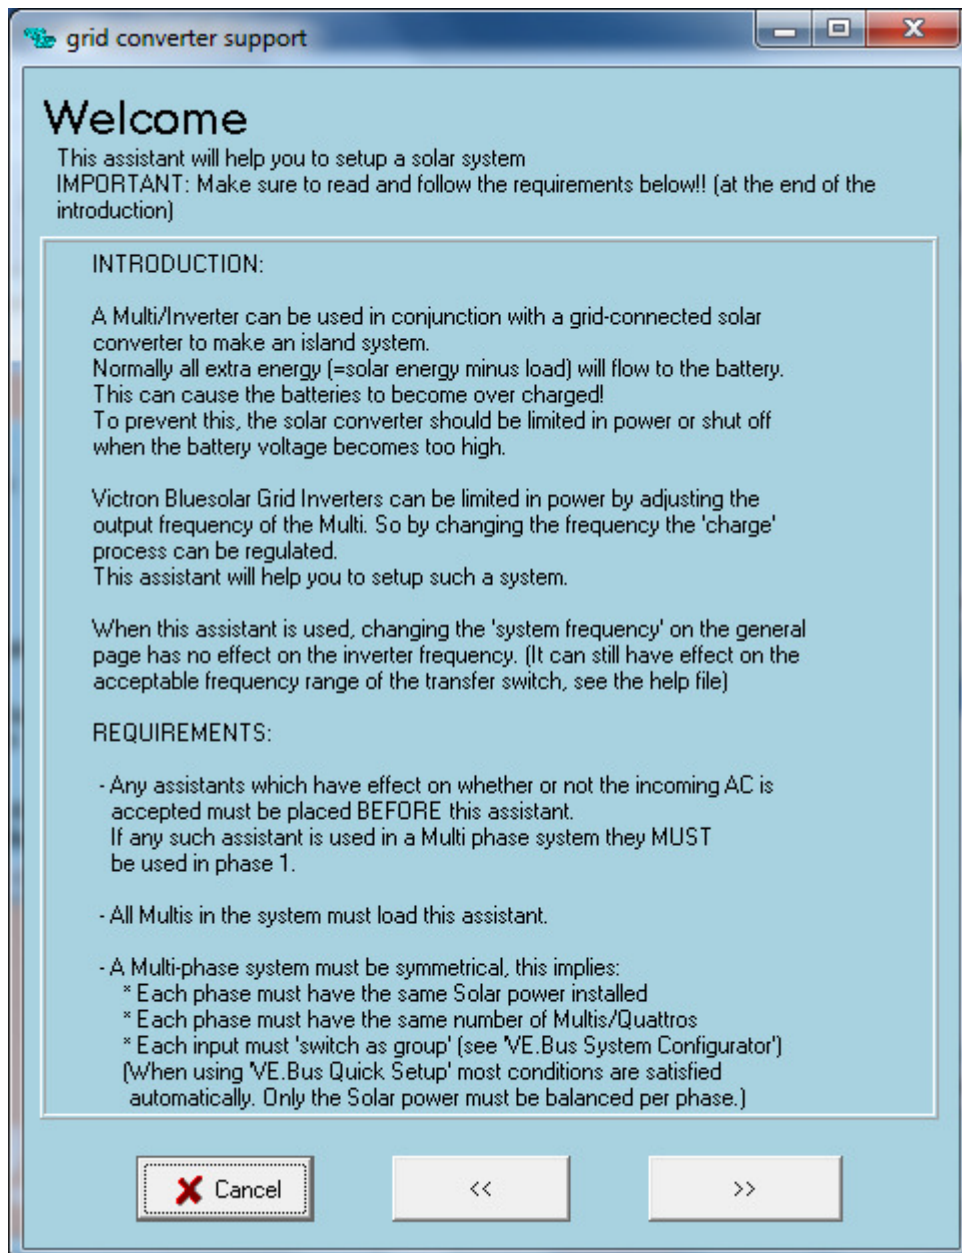 grid converter support
Welcome
This assistant will help you to setup a solar system
IMPORTANT: Make sure to read and follow the requirements below!! (at the end of the
introduction)
INTRODUCTION:
A Multi/Inverter can be used in conjunction with a grid-connected solar
converter to make an island system.
Normally all extra energy (=solar energy minus load) will flow to the battery.
This can cause the batteries to become over charged!
To prevent this, the solar converter should be limited in power or shut off
when the battery voltage becomes too high.
Victron Bluesolar Grid Inverters can be limited in power by adjusting the
output frequency of the Multi. So by changing the frequency the 'charge'
process can be regulated.
This assistant will help you to setup such a system.
When this assistant is used, changing the 'system frequency' on the general
page has no effect on the inverter frequency. (It can still have effect on the
acceptable frequency range of the transfer switch, see the help file)
REQUIREMENTS:
- Any assistants which have effect on whether or not the incoming AC is
accepted must be placed BEFORE this assistant.
If any such assistant is used in a Multi phase system they MUST
be used in phase 1.
- All Multis in the system must load this assistant.
- A Multi-phase system must be symmetrical, this implies:
* Each phase must have the same Solar power installed
* Each phase must have the same number of Multis/Quattros
* Each input must 'switch as group' (see 'VE.Bus System Configurator')
(When using 'VE.Bus Quick Setup' most conditions are satisfied
automatically. Only the Solar power must be balanced per phase.)
Cancel
<<
>>